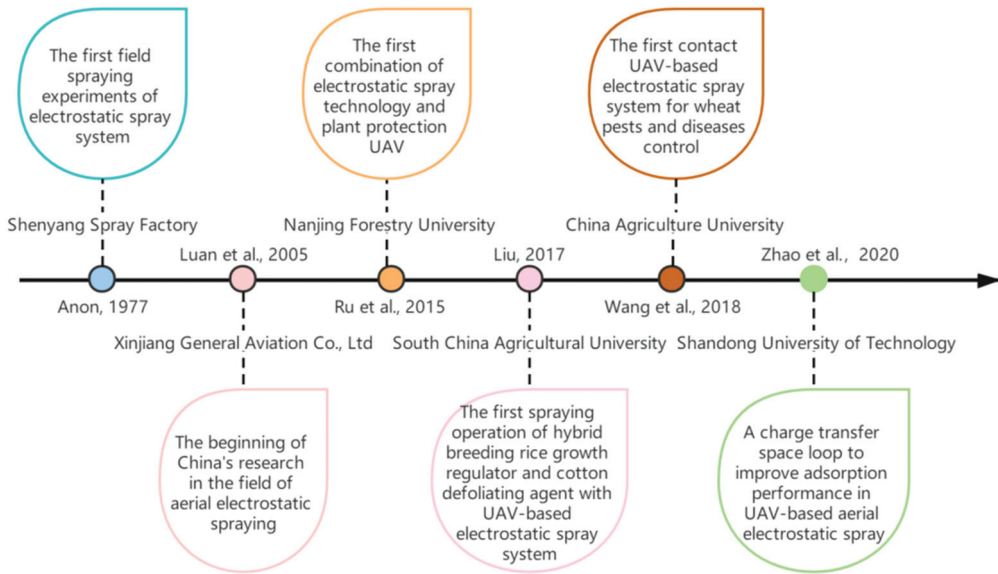 The first field
spraying
experiments of
electrostatic spray
system
The first
combination of
electrostatic spray
technology and
plant protection
UAV
The first contact
UAV-based
electrostatic spray
system for wheat
pests and diseases
control
Shenyang Spray Factory
Nanjing Forestry University
China Agriculture University
Luan et al., 2005
Liu, 2017
Zhao et al., 2020
Anon, 1977
Ru et al., 2015
Wang et al., 2018
Xinjiang General Aviation Co., Ltd
South China Agricultural University
Shandong University of Technology
The beginning of
China's research
in the field of
aerial electrostatic
spraying
The first spraying
operation of hybrid
breeding rice growth
regulator and cotton
defoliating agent with
UAV-based
electrostatic spray
system
A charge transfer
space loop to
improve adsorption
performance in
UAV-based aerial
electrostatic spray